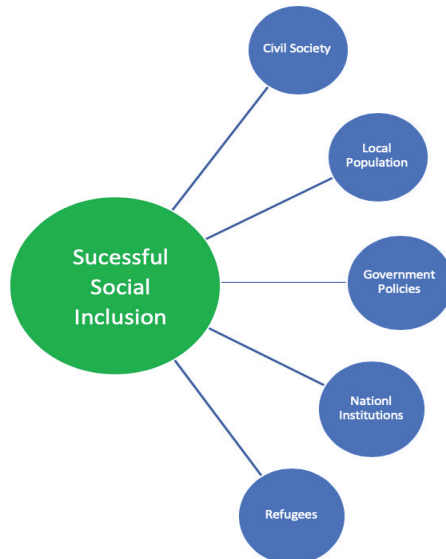 Civil Society
Local
Population
Sucessful
Social
Inclusion
Government
Policies
Nationl
Institutions
Refugees